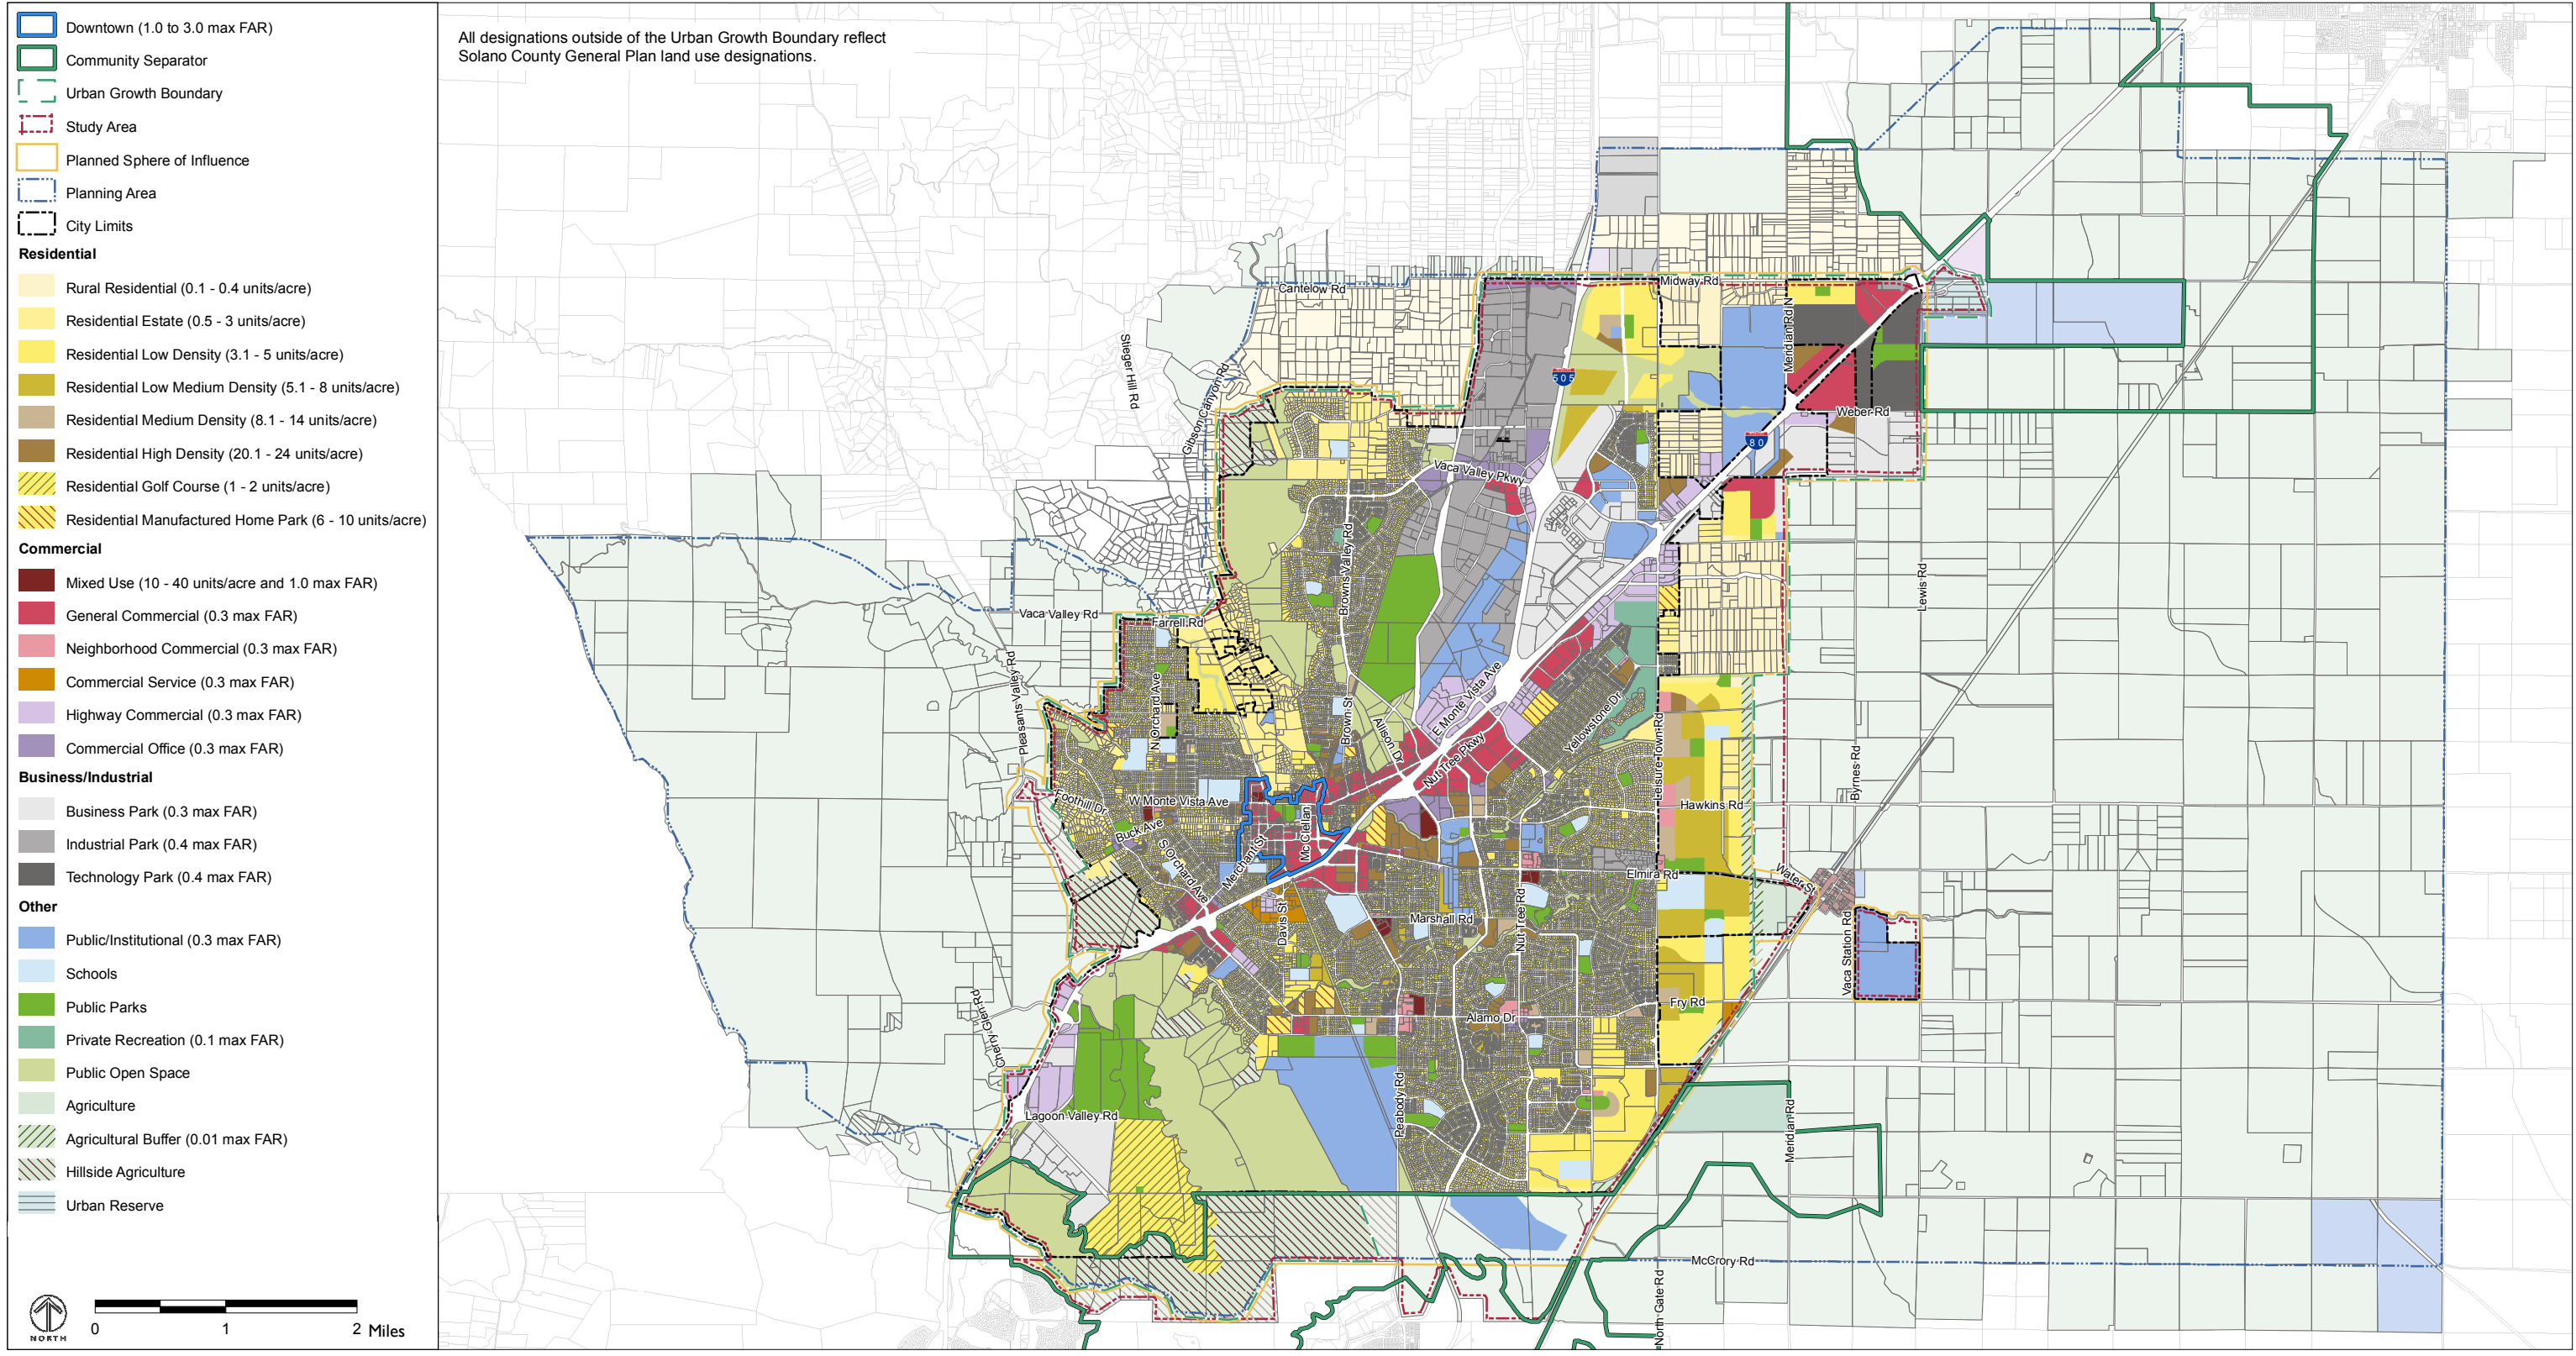 Downtown (1.0 to 3.0 max FAR)
Community Separator
Urban Growth Boundary
Study Area
Planned Sphere of Influence
Planning Area
City Limits
Residential
Rural Residential (0.1 - 0.4 units/acre)
Residential Estate (0.5 - 3 units/acre)
Residential Low Density (3.1 - 5 units/acre)
Residential Low Medium Density (5.1 - 8 units/acre)
Residential Medium Density (8.1 - 14 units/acre)
Residential High Density (20.1 - 24 units/acre)
Residential Golf Course (1 - 2 units/acre)
Residential Manufactured Home Park (6 - 10 units/acre)
Commercial
Mixed Use (10 - 40 units/acre and 1.0 max FAR)
General Commercial (0.3 max FAR)
Neighborhood Commercial (0.3 max FAR)
Commercial Service (0.3 max FAR)
Highway Commercial (0.3 max FAR)
Commercial Office (0.3 max FAR)
Business/Industrial
Business Park (0.3 max FAR)
Industrial Park (0.4 max FAR)
Technology Park (0.4 max FAR)
Other
Public/Institutional (0.3 max FAR)
Schools
Public Parks
Private Recreation (0.1 max FAR)
Public Open Space
Agriculture
Agricultural Buffer (0.01 max FAR)
Hillside Agriculture
Urban Reserve
NORTH
0 1 2 Miles
All designations outside of the Urban Growth Boundary reflect
Solano County General Plan land use designations.
Cantelow Rd
Midway Rd
Meridian Rd N
Stieger Hill Rd
Gibson Canyon Rd
505
Weber Rd
80
Vaca Valley Pkwy
Browns Valley Rd
Vaca Valley Rd
Farrell Rd
Lewis Rd
Pleasants Valley Rd
N Orchard Ave
Brown St
Allison Dr
E Monte Vista Ave
Nut Tree Pkwy
Yellowstone Dr
Leisure Town Rd
Byrnes Rd
Foothill Dr
W Monte Vista Ave
Buck Ave
S Orchard Ave
Merchant St
Mc Clellan
Hawkins Rd
Elmira Rd
Water St
Davis St
Marshall Rd
Nut Tree Rd
Vaca Station Rd
Cherry Glen Rd
Alamo Dr
Fry Rd
Lagoon Valley Rd
Peabody Rd
Meridian Rd
McCrory Rd
North Gate Rd